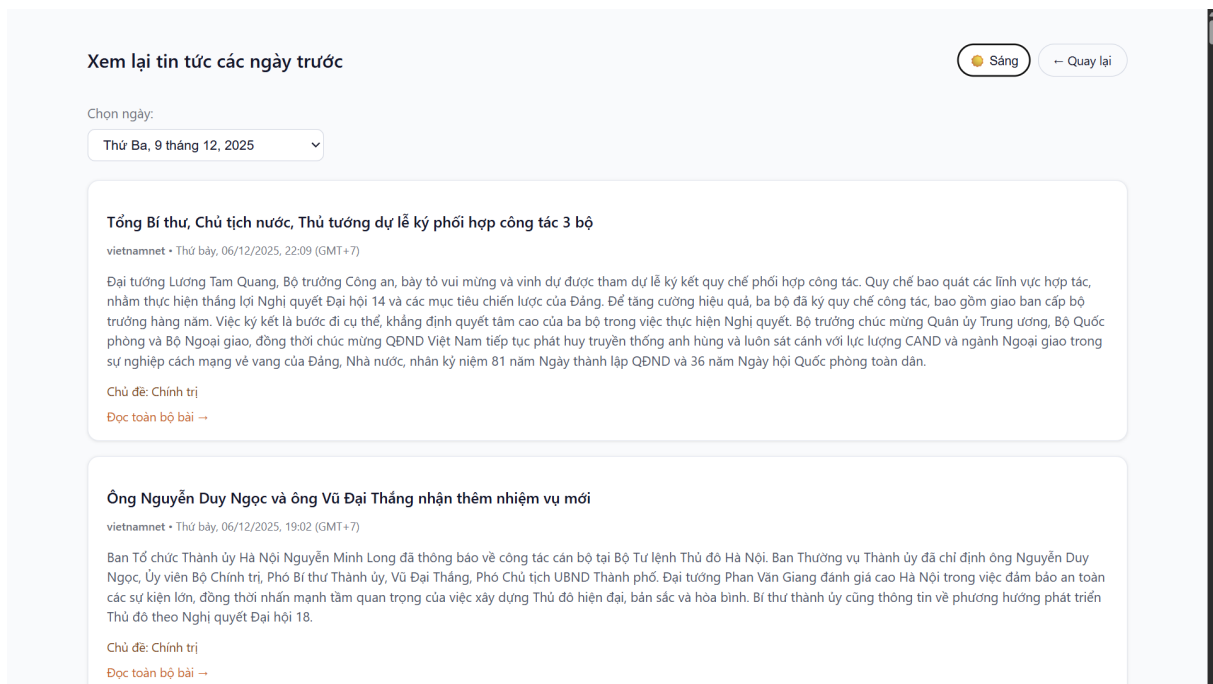 Xem lại tin tức các ngày trước
Sáng
← Quay lại
Chọn ngày:
Thứ Ba, 9 tháng 12, 2025
Tổng Bí thư, Chủ tịch nước, Thủ tướng dự lễ ký phối hợp công tác 3 bộ
vietnamnet • Thứ bảy, 06/12/2025, 22:09 (GMT+7)
Đại tướng Lương Tam Quang, Bộ trưởng Công an, bày tỏ vui mừng và vinh dự được tham dự lễ ký kết quy chế phối hợp công tác. Quy chế bao quát các lĩnh vực hợp tác,
nhằm thực hiện thắng lợi Nghị quyết Đại hội 14 và các mục tiêu chiến lược của Đảng. Để tăng cường hiệu quả, ba bộ đã ký quy chế công tác, bao gồm giao ban cấp bộ
trưởng hàng năm. Việc ký kết là bước đi cụ thể, khẳng định quyết tâm cao của ba bộ trong việc thực hiện Nghị quyết. Bộ trưởng chúc mừng Quân ủy Trung ương, Bộ Quốc
phòng và Bộ Ngoại giao, đồng thời chúc mừng QĐND Việt Nam tiếp tục phát huy truyền thống anh hùng và luôn sát cánh với lực lượng CAND và ngành Ngoại giao trong
sự nghiệp cách mạng vẻ vang của Đảng, Nhà nước, nhân kỷ niệm 81 năm Ngày thành lập QĐND và 36 năm Ngày hội Quốc phòng toàn dân.
Chủ đề: Chính trị
Đọc toàn bộ bài →
Ông Nguyễn Duy Ngọc và ông Vũ Đại Thắng nhận thêm nhiệm vụ mới
vietnamnet • Thứ bảy, 06/12/2025, 19:02 (GMT+7)
Ban Tổ chức Thành ủy Hà Nội Nguyễn Minh Long đã thông báo về công tác cán bộ tại Bộ Tư lệnh Thủ đô Hà Nội. Ban Thường vụ Thành ủy đã chỉ định ông Nguyễn Duy
Ngọc, Ủy viên Bộ Chính trị, Phó Bí thư Thành ủy, Vũ Đại Thắng, Phó Chủ tịch UBND Thành phố. Đại tướng Phan Văn Giang đánh giá cao Hà Nội trong việc đảm bảo an toàn
các sự kiện lớn, đồng thời nhấn mạnh tầm quan trọng của việc xây dựng Thủ đô hiện đại, bản sắc và hòa bình. Bí thư thành ủy cũng thông tin về phương hướng phát triển
Thủ đô theo Nghị quyết Đại hội 18.
Chủ đề: Chính trị
Đọc toàn bộ bài →